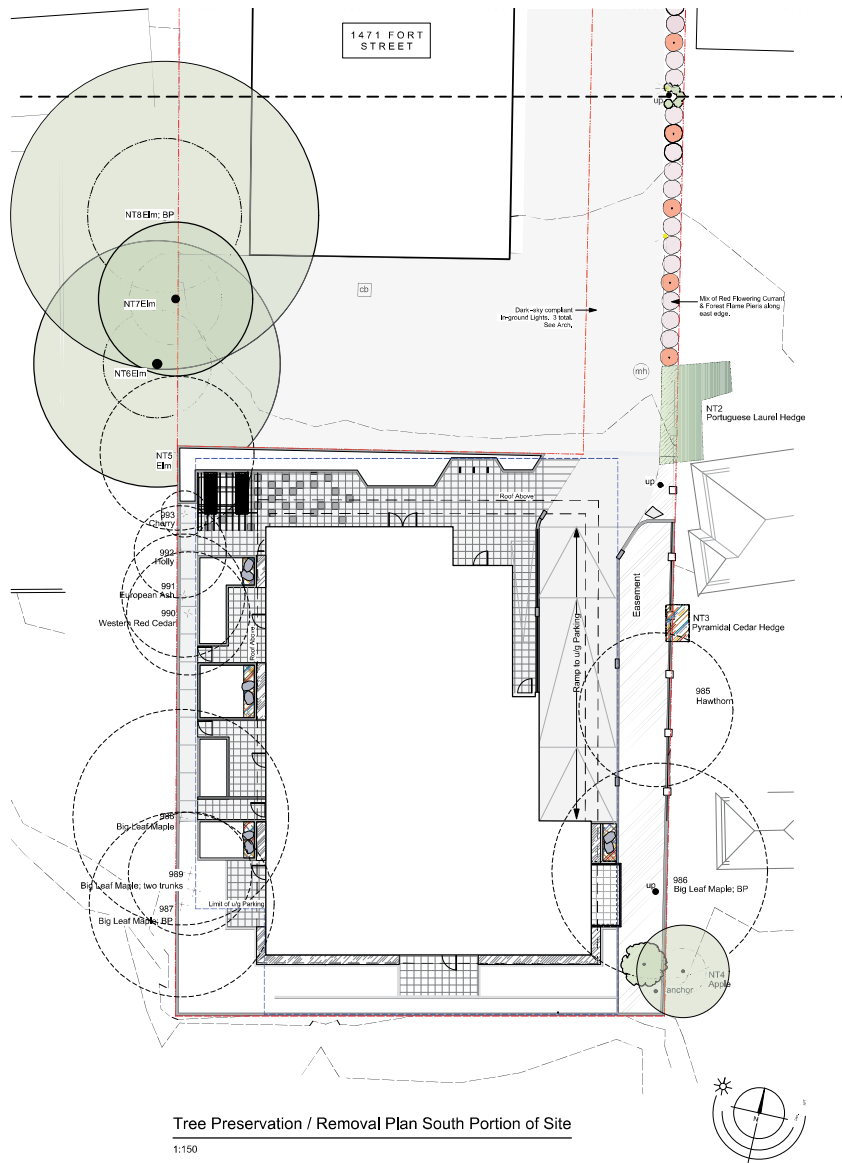 1471 FORT
STREET
up
NT8Elm; BP
cb
NT7Elm
Dark-sky compliant
in-ground Lights. 3 total.
See Arch.
Mix of Red Flowering Currant
& Forest Flame Pieris along
east edge.
NT6Elm
mh
NT2
Portuguese Laurel Hedge
NT5
Elm
up
Roof Above
993
Cherry
992
Holly
991
European Ash
990
Western Red Cedar
Roof Above
Ramp to u/g Parking
Easement
NT3
Pyramidal Cedar Hedge
985
Hawthorn
988
Big Leaf Maple
989
Big Leaf Maple; two trunks
987
Big Leaf Maple; BP
Limit of u/g Parking
up
986
Big Leaf Maple; BP
NT4
Apple
anchor
Tree Preservation / Removal Plan South Portion of Site
1:150